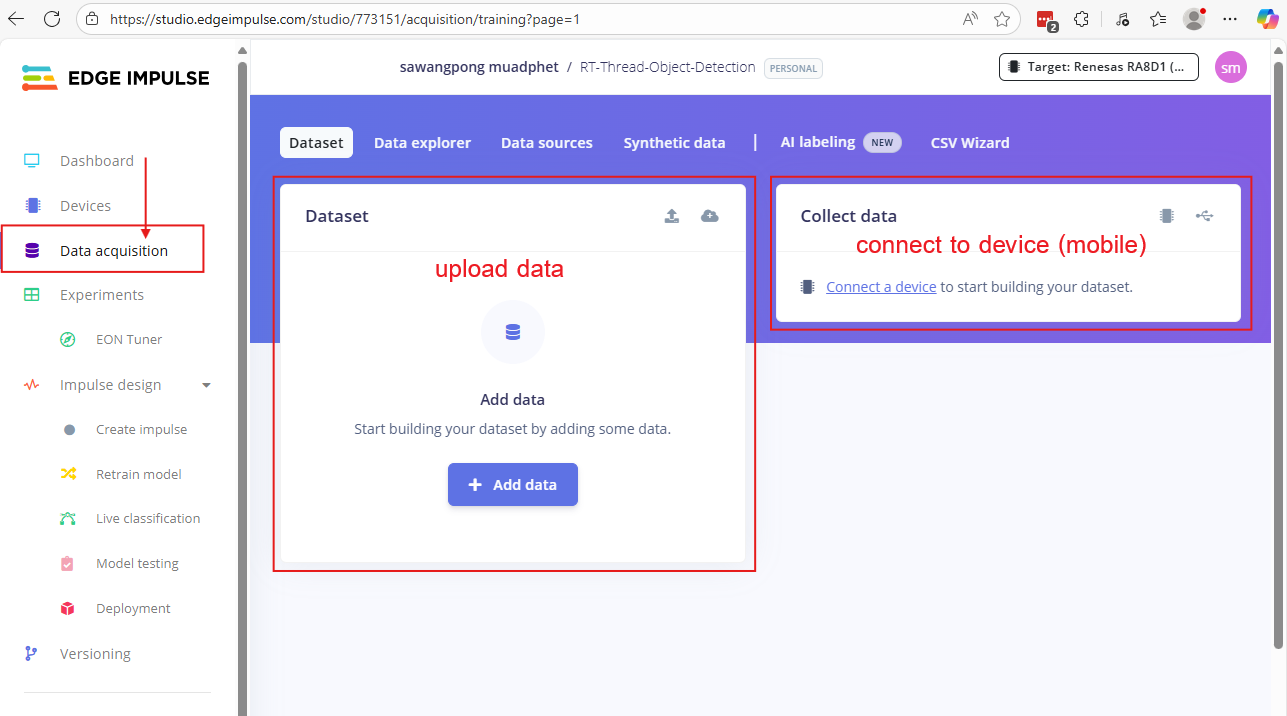 https://studio.edgeimpulse.com/studio/773151/acquisition/training?page=1
2
EDGE IMPULSE
sawangpong muadphet / RT-Thread-Object-Detection PERSONAL
Target: Renesas RA8D1 (...
sm
Dashboard
Devices
Data acquisition
Experiments
EON Tuner
Impulse design
Create impulse
Retrain model
Live classification
Model testing
Deployment
Versioning
Dataset Data explorer Data sources Synthetic data | AI labeling NEW CSV Wizard
Dataset
upload data
Add data
Start building your dataset by adding some data.
+ Add data
Collect data
connect to device (mobile)
Connect a device to start building your dataset.